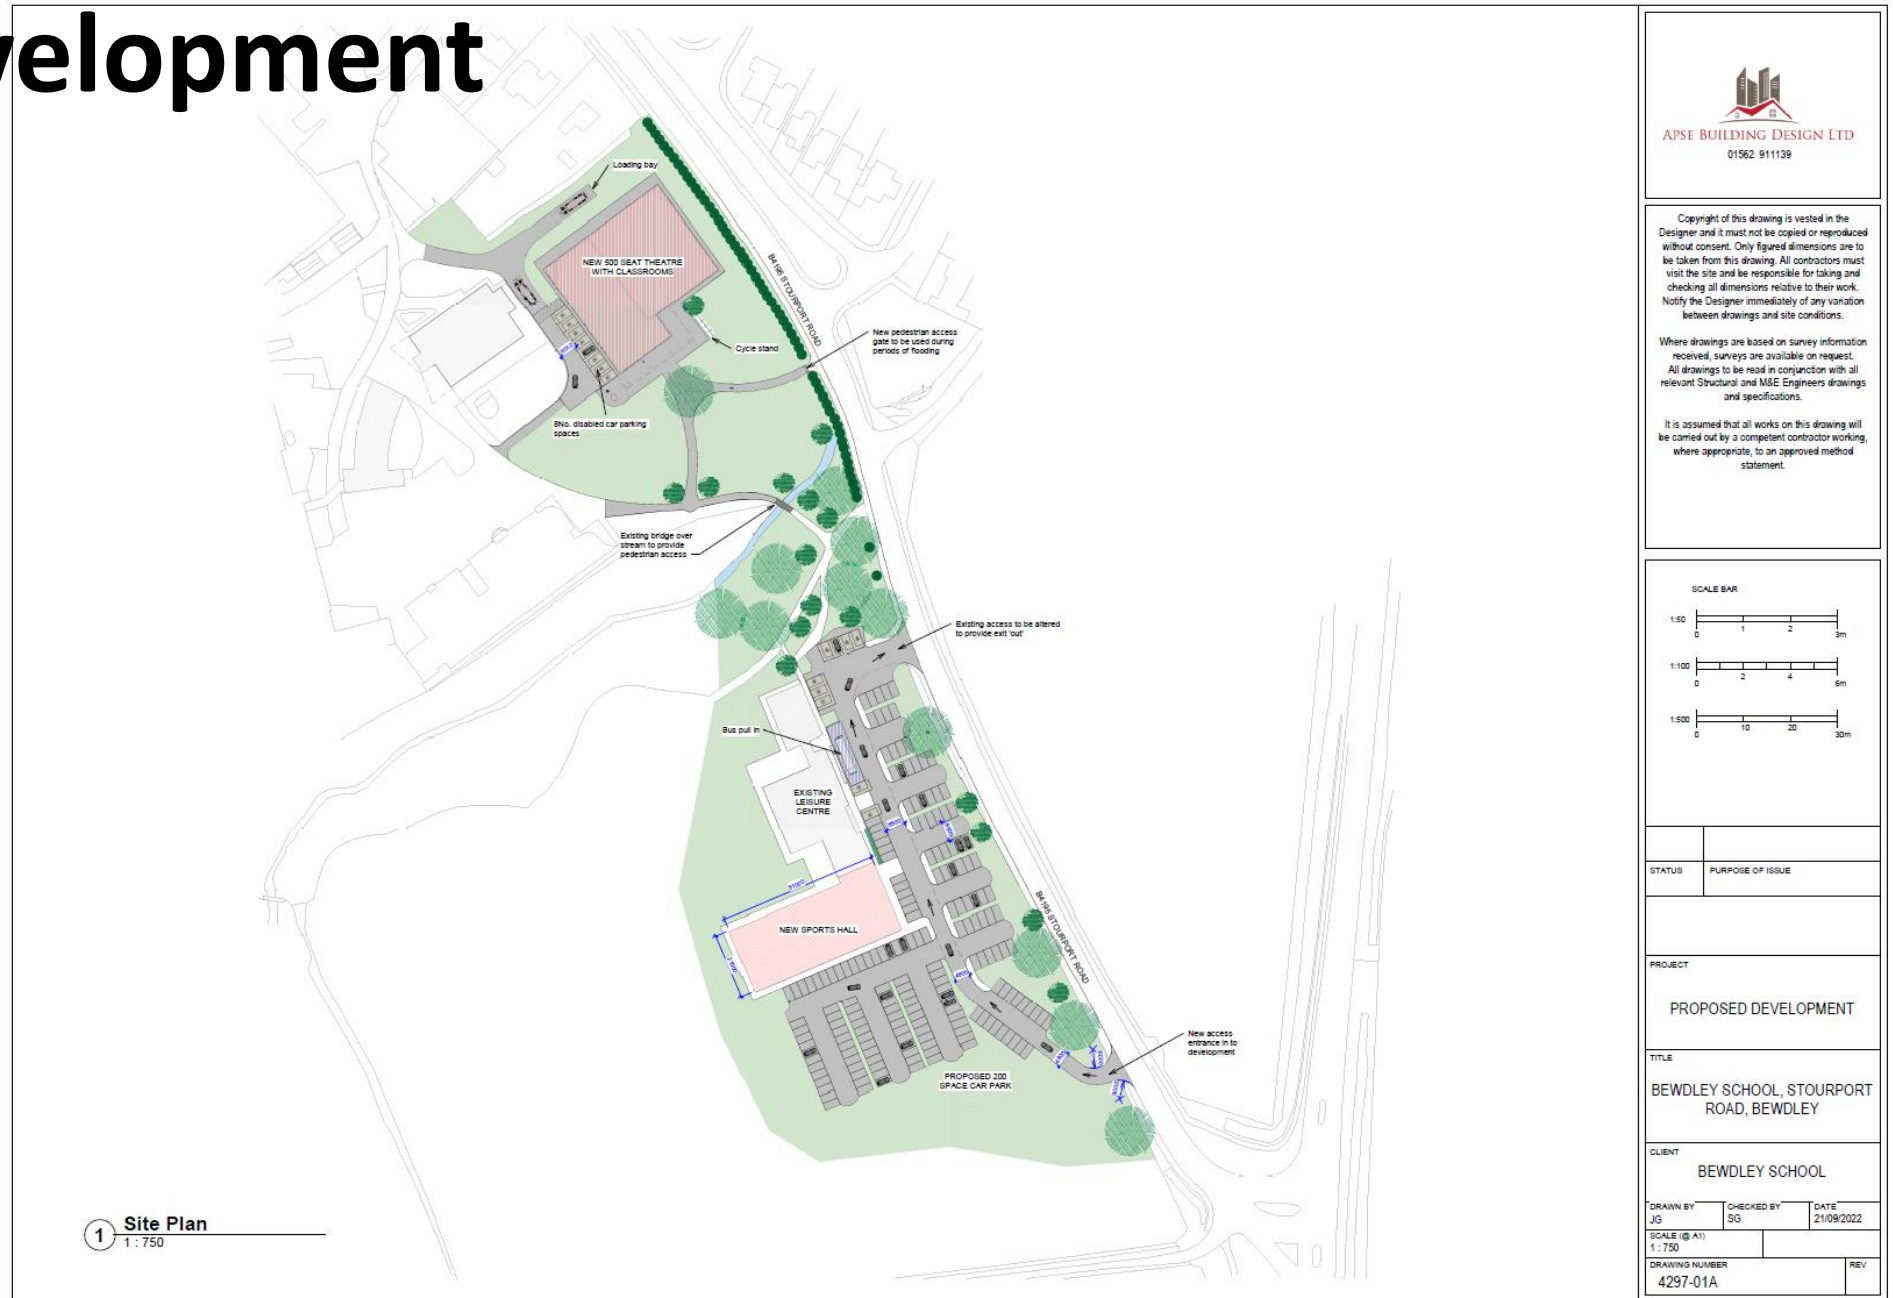 velopment
Loading bay
NEW 500 SEAT THEATRE
WITH CLASSROOMS
B4195 STOURPORT ROAD
New pedestrian access
gate to be used during
periods of flooding
Cycle stand
8No. disabled car parking
spaces
Existing bridge over
stream to provide
pedestrian access
Existing access to be altered
to provide exit 'out'
Bus pull in
EXISTING
LEISURE
CENTRE
NEW SPORTS HALL
B4195 STOURPORT ROAD
New access
entrance in to
development
PROPOSED 200
SPACE CAR PARK
1
Site Plan
1 : 750
APSE BUILDING DESIGN LTD
01562 911139
Copyright of this drawing is vested in the
Designer and it must not be copied or reproduced
without consent. Only figured dimensions are to
be taken from this drawing. All contractors must
visit the site and be responsible for taking and
checking all dimensions relative to their work.
Notify the Designer immediately of any variation
between drawings and site conditions.
Where drawings are based on survey information
received, surveys are available on request.
All drawings to be read in conjunction with all
relevant Structural and M&E Engineers drawings
and specifications.
It is assumed that all works on this drawing will
be carried out by a competent contractor working,
where appropriate, to an approved method
statement.
SCALE BAR
1:50
0 1 2 3m
1:100
0 2 4 6m
1:500
0 10 20 30m
STATUS PURPOSE OF ISSUE
PROJECT
PROPOSED DEVELOPMENT
TITLE
BEWDLEY SCHOOL, STOURPORT
ROAD, BEWDLEY
CLIENT
BEWDLEY SCHOOL
DRAWN BY CHECKED BY DATE
JG SG 21/09/2022
SCALE (@ A1)
1 : 750
DRAWING NUMBER REV
4297-01A